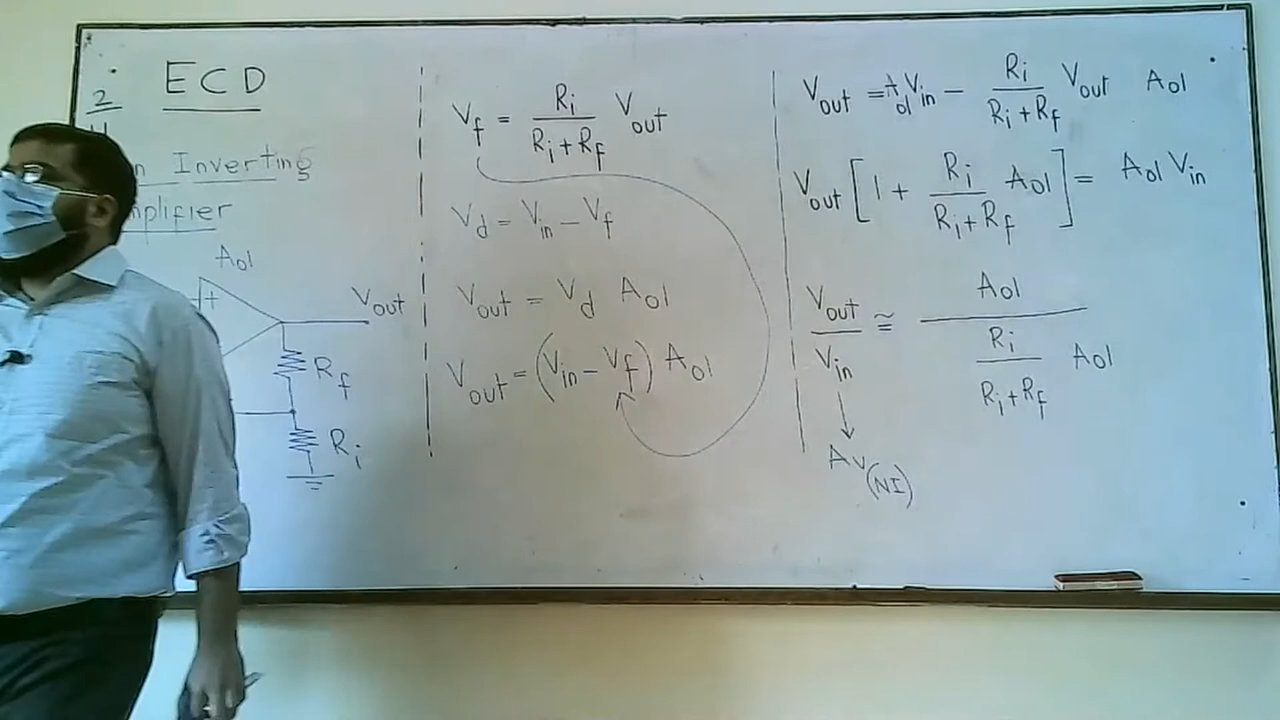 ECD
2
Inverting
Aol
+
Vout
Rf
Ri
Vf = Ri / (Ri + Rf) Vout
Vd = Vin − Vf
Vout = Vd Aol
Vout = (Vin − Vf) Aol
Vout = Aol Vin − Ri / (Ri + Rf) Vout Aol
Vout [1 + Ri / (Ri + Rf) Aol] = Aol Vin
Vout / Vin ≅ Aol / (Ri / (Ri + Rf) Aol)
Av(NI)